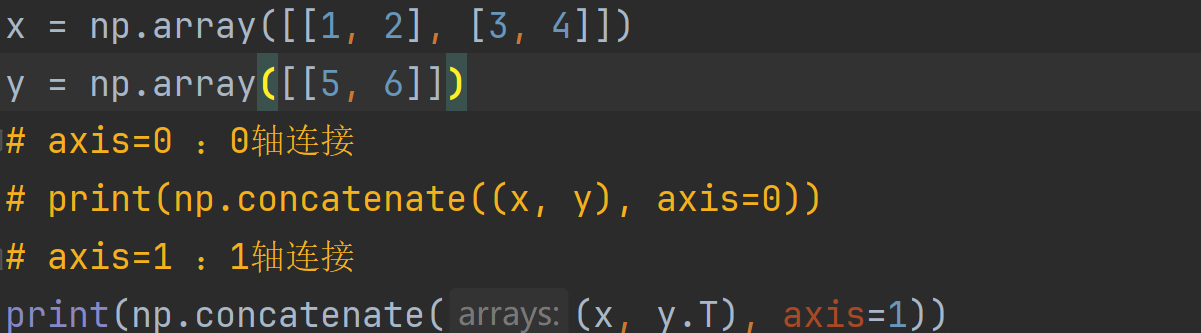 x = np.array([[1, 2], [3, 4]])
y = np.array([[5, 6]])
# axis=0 ：0轴连接
# print(np.concatenate((x, y), axis=0))
# axis=1 ：1轴连接
print(np.concatenate( arrays: (x, y.T), axis=1))